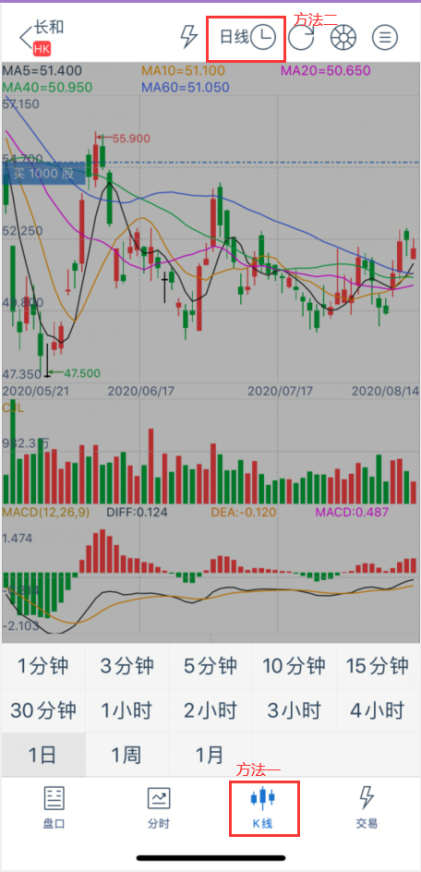 方法二
长和
HK
日线
MA5=51.400 MA10=51.100 MA20=50.650
MA40=50.950 MA60=51.050
57.150
55.900
54.700
买 1000 股
52.250
49.800
47.350
47.500
2020/05/21 2020/06/17 2020/07/17 2020/08/14
MACD(12,26,9) DIFF:0.124 DEA:-0.120 MACD:0.487
1.474
-2.103
1分钟 3分钟 5分钟 10分钟 15分钟
30分钟 1小时 2小时 3小时 4小时
1日 1周 1月
方法一
盘口 分时 K线 交易